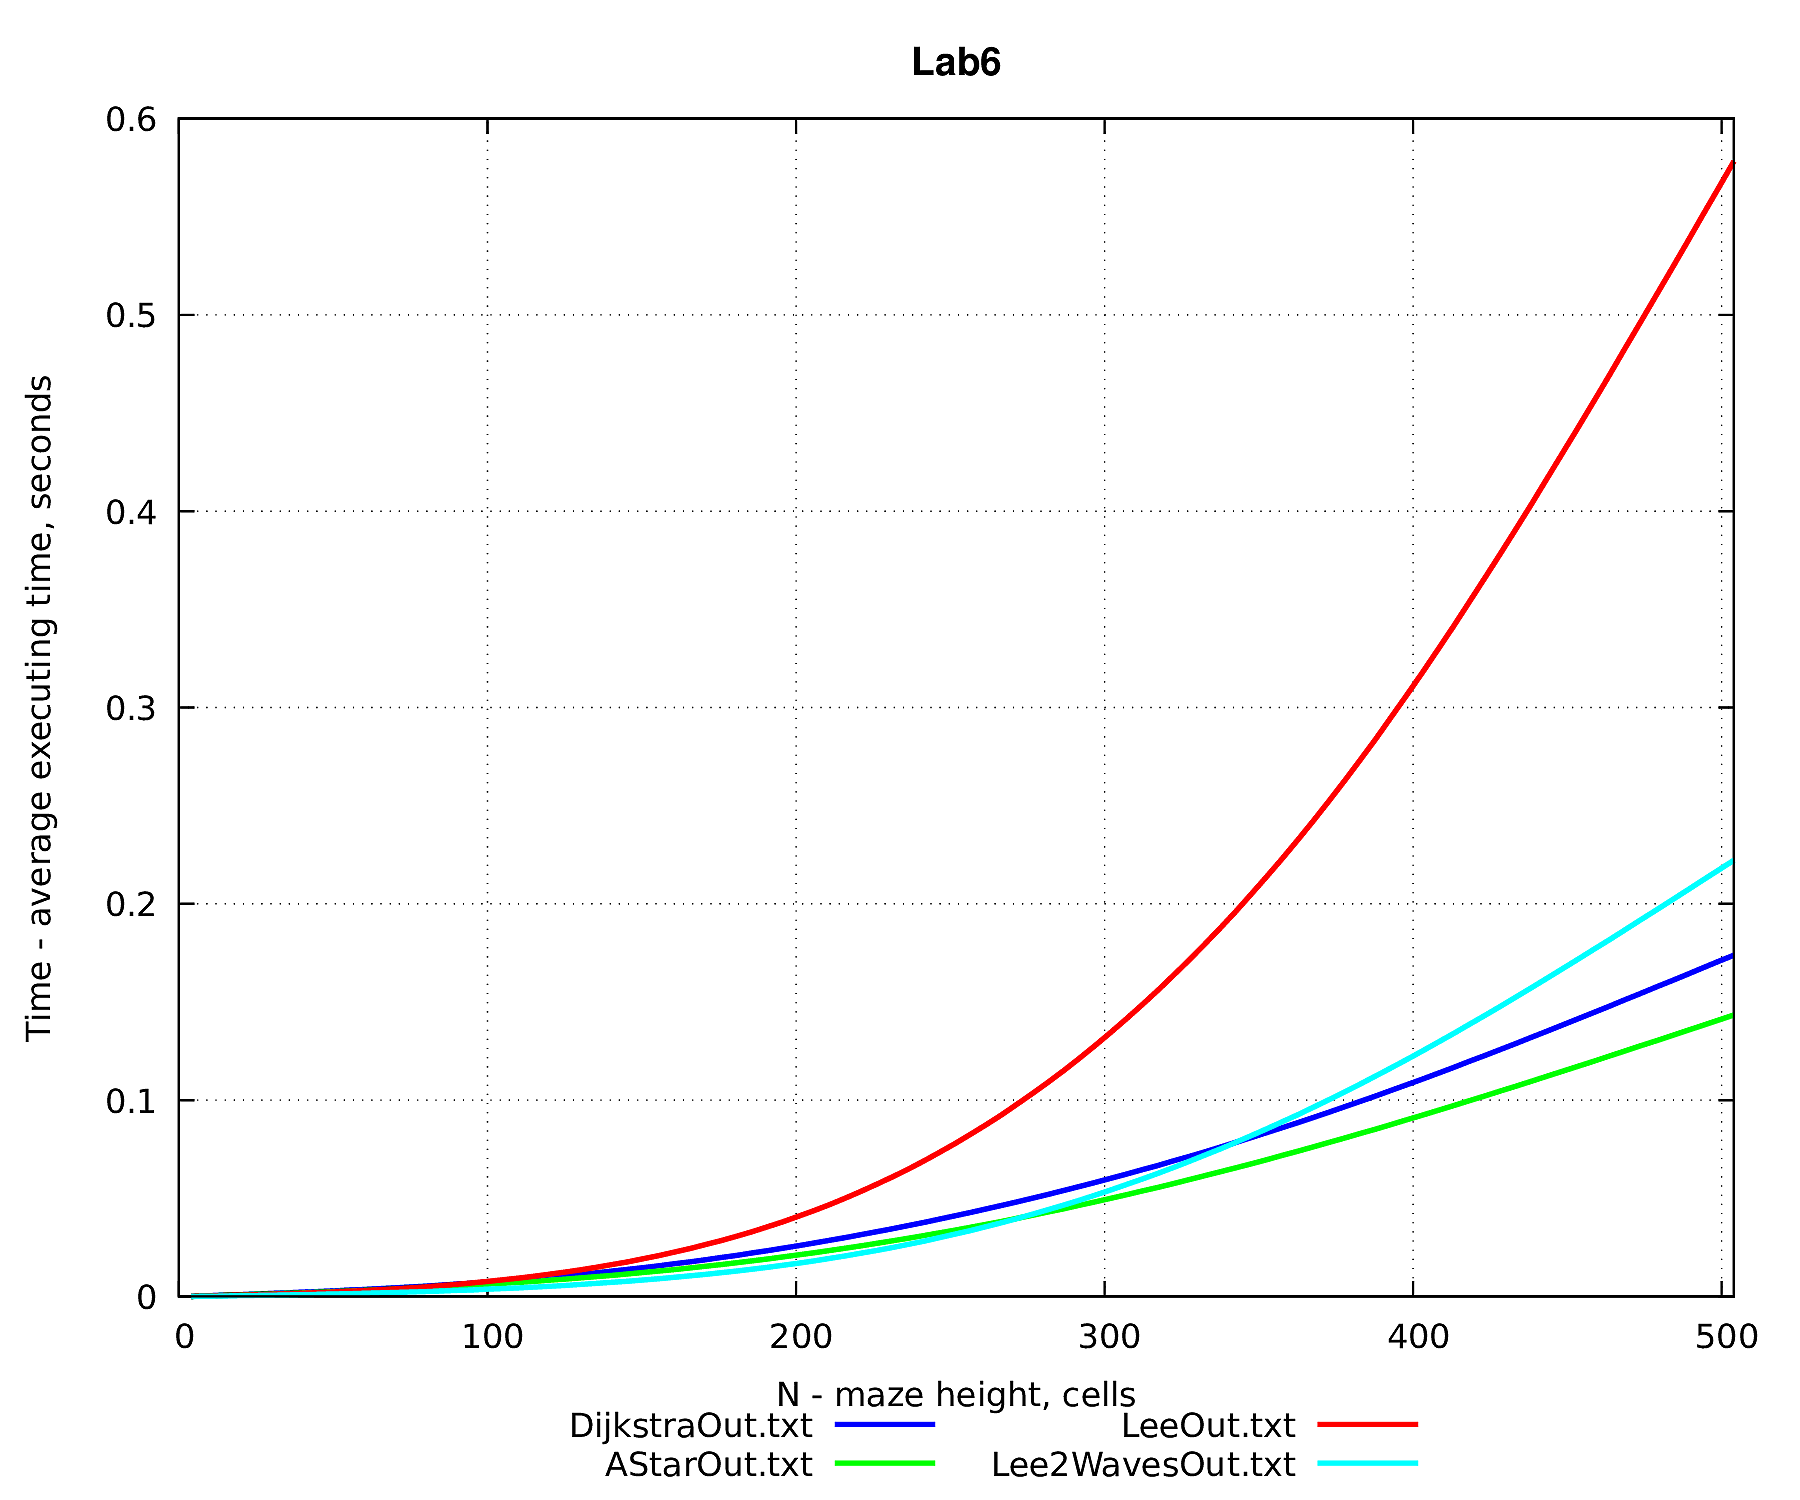 Lab6
0.6
0.5
0.4
0.3
0.2
0.1
0
Time - average executing time, seconds
0 100 200 300 400 500
N - maze height, cells
DijkstraOut.txt LeeOut.txt
AStarOut.txt Lee2WavesOut.txt